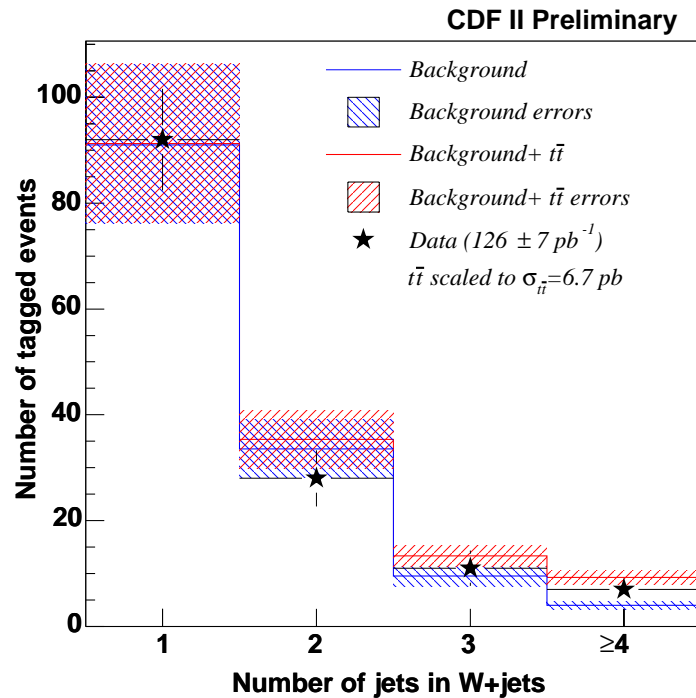 CDF II Preliminary
Background
Background errors
Background+ tt̄
Background+ tt̄ errors
Data (126 ± 7 pb⁻¹)
tt̄ scaled to σ_tt̄=6.7 pb
Number of tagged events
100
80
60
40
20
0
1 2 3 ≥4
Number of jets in W+jets